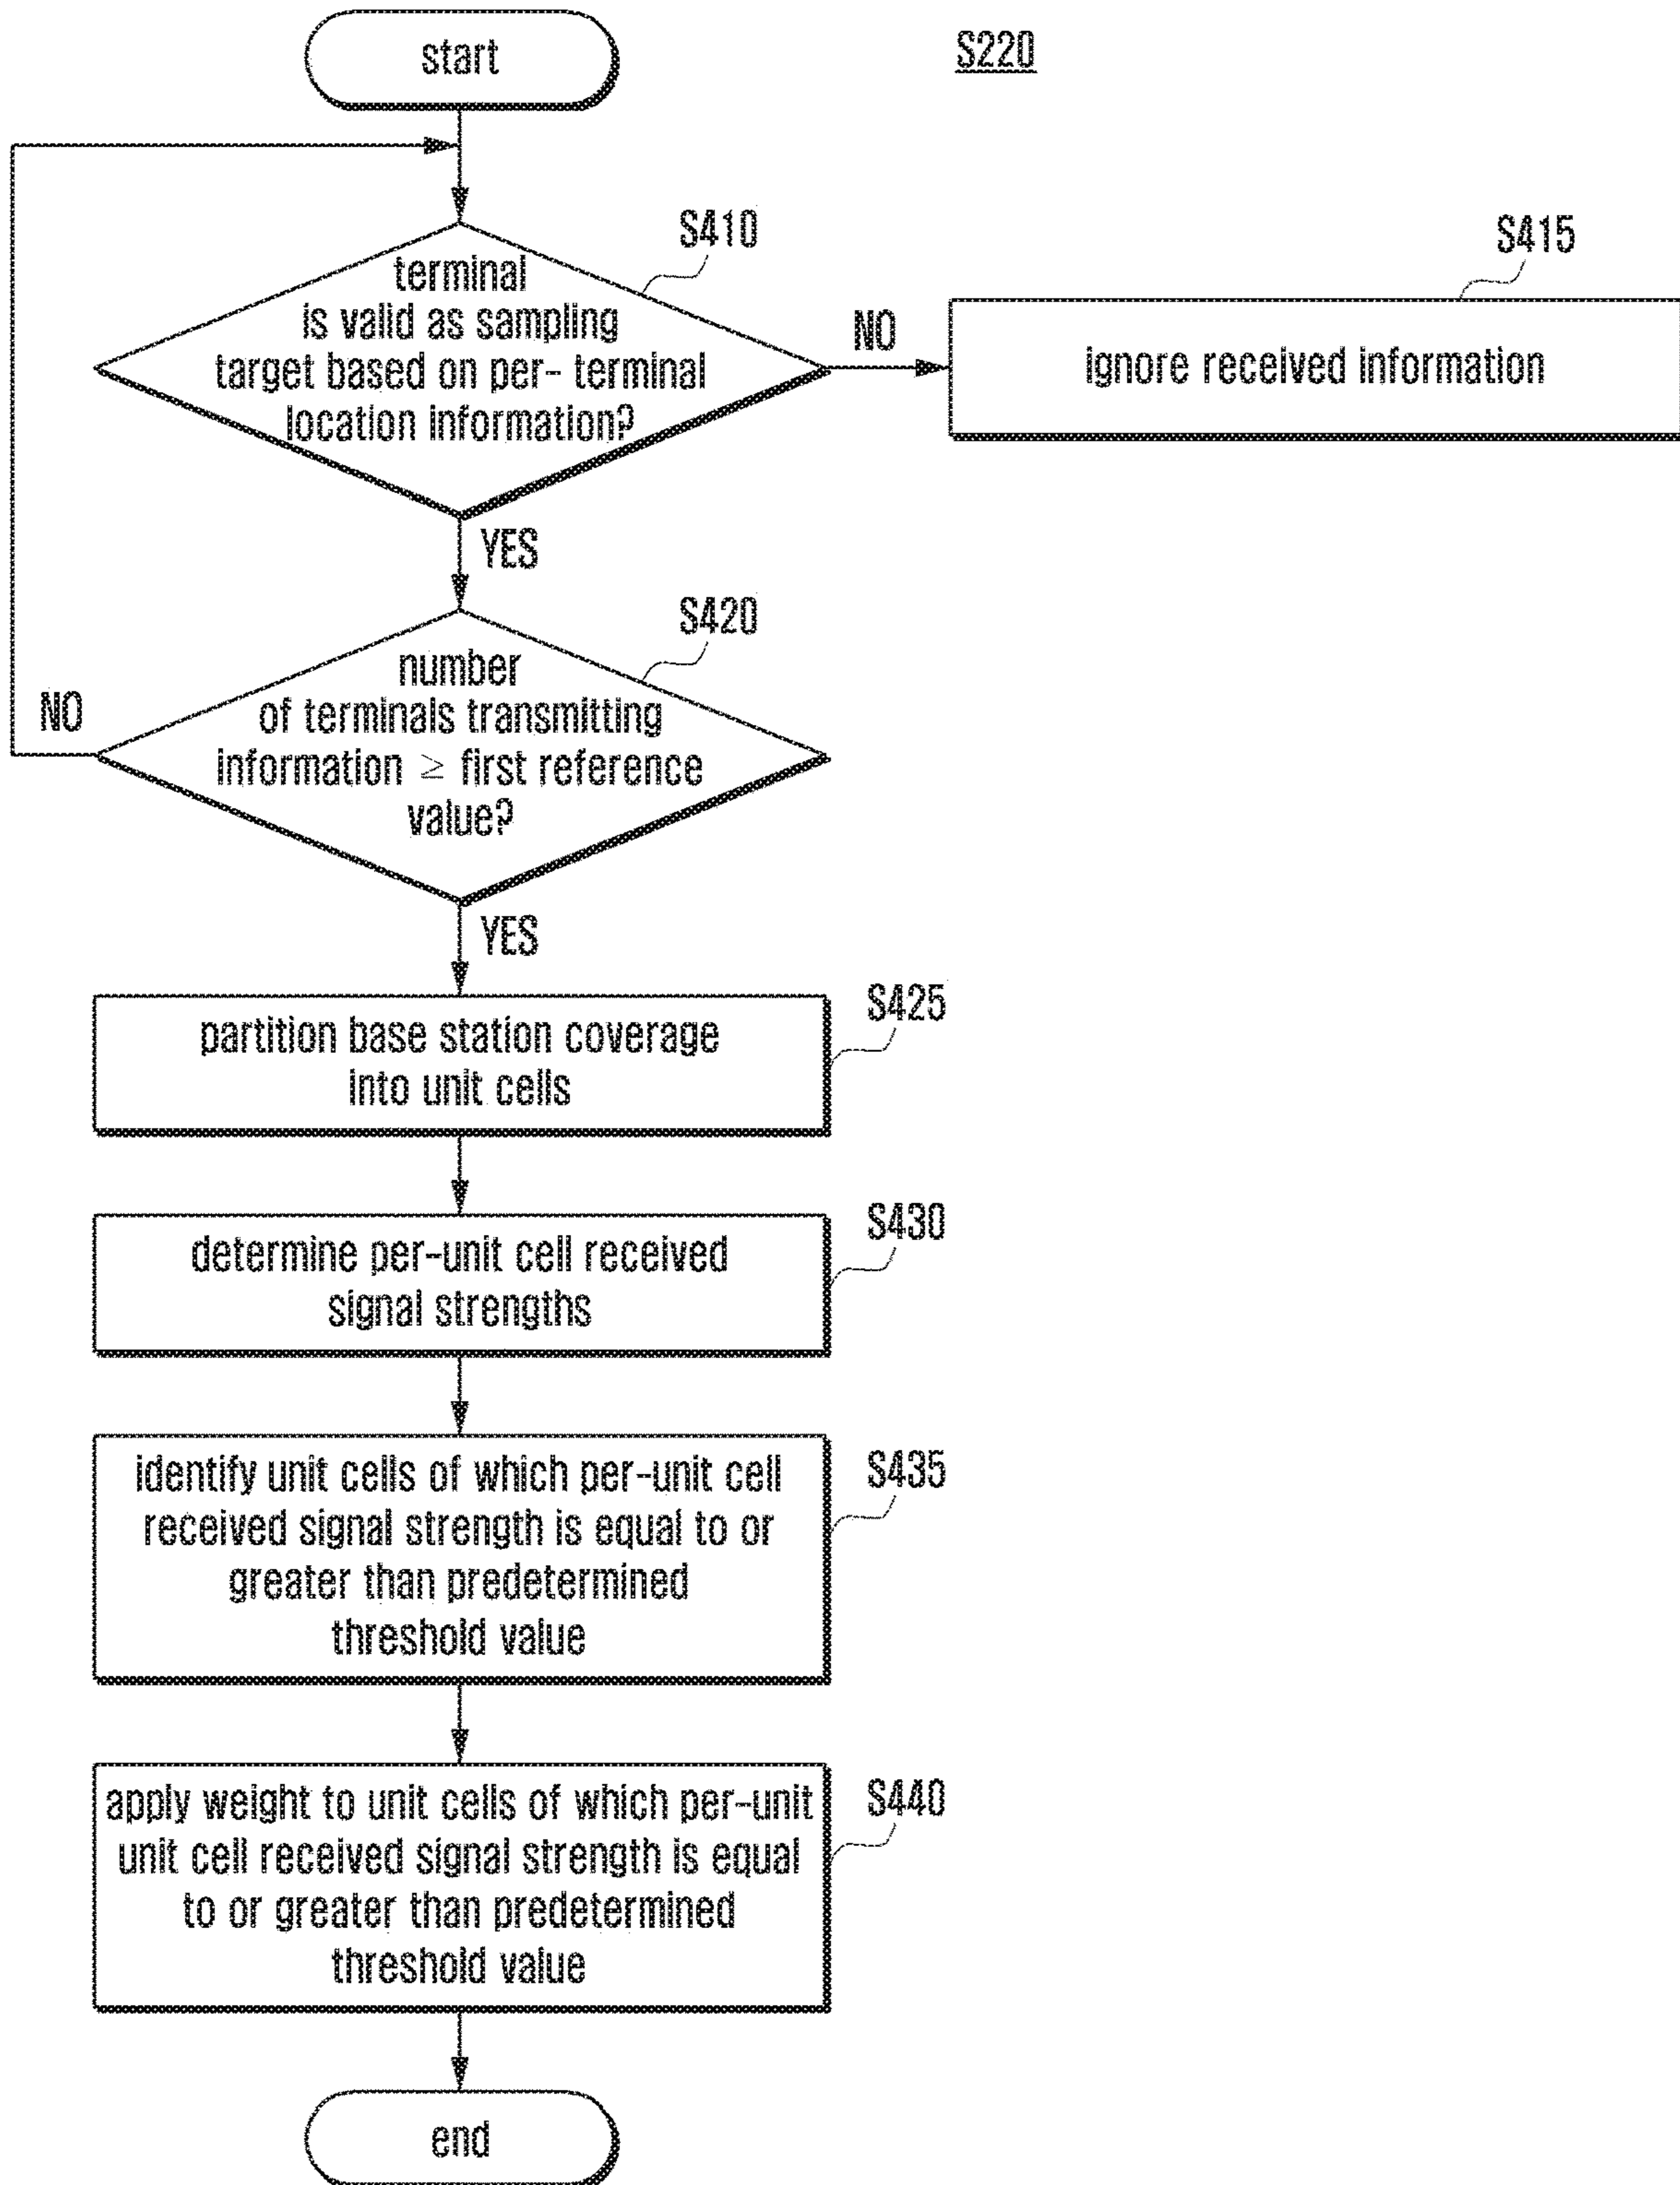 start
S220
S410
terminal
is valid as sampling
target based on per- terminal
location information?
NO
S415
ignore received information
YES
S420
number
of terminals transmitting
information ≥ first reference
value?
NO
YES
S425
partition base station coverage
into unit cells
S430
determine per-unit cell received
signal strengths
S435
identify unit cells of which per-unit cell
received signal strength is equal to or
greater than predetermined
threshold value
S440
apply weight to unit cells of which per-unit
unit cell received signal strength is equal
to or greater than predetermined
threshold value
end